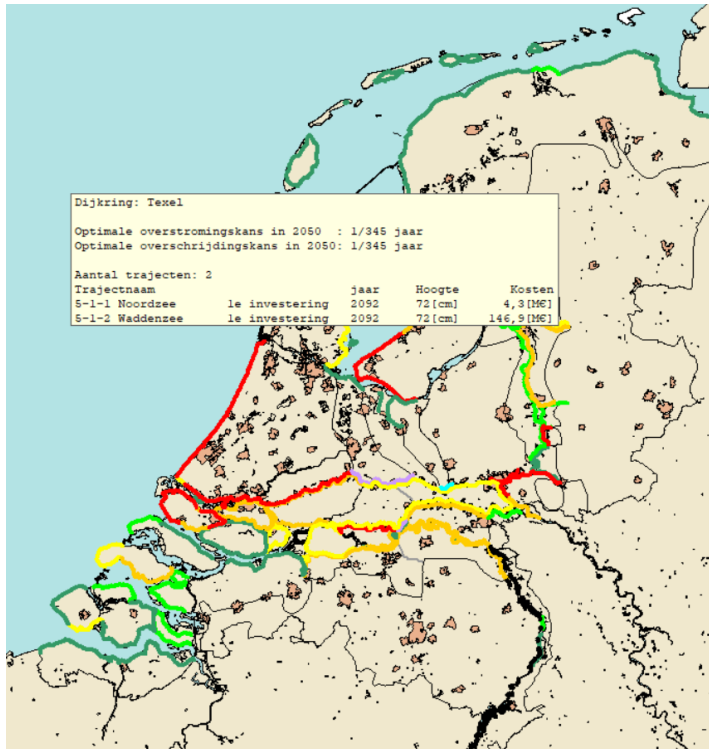 Dijkring: Texel
Optimale overstromingskans in 2050 : 1/345 jaar
Optimale overschrijdingskans in 2050: 1/345 jaar
Aantal trajecten: 2
Trajectnaam jaar Hoogte Kosten
5-1-1 Noordzee 1e investering 2092 72[cm] 4,3[M€]
5-1-2 Waddenzee 1e investering 2092 72[cm] 146,9[M€]